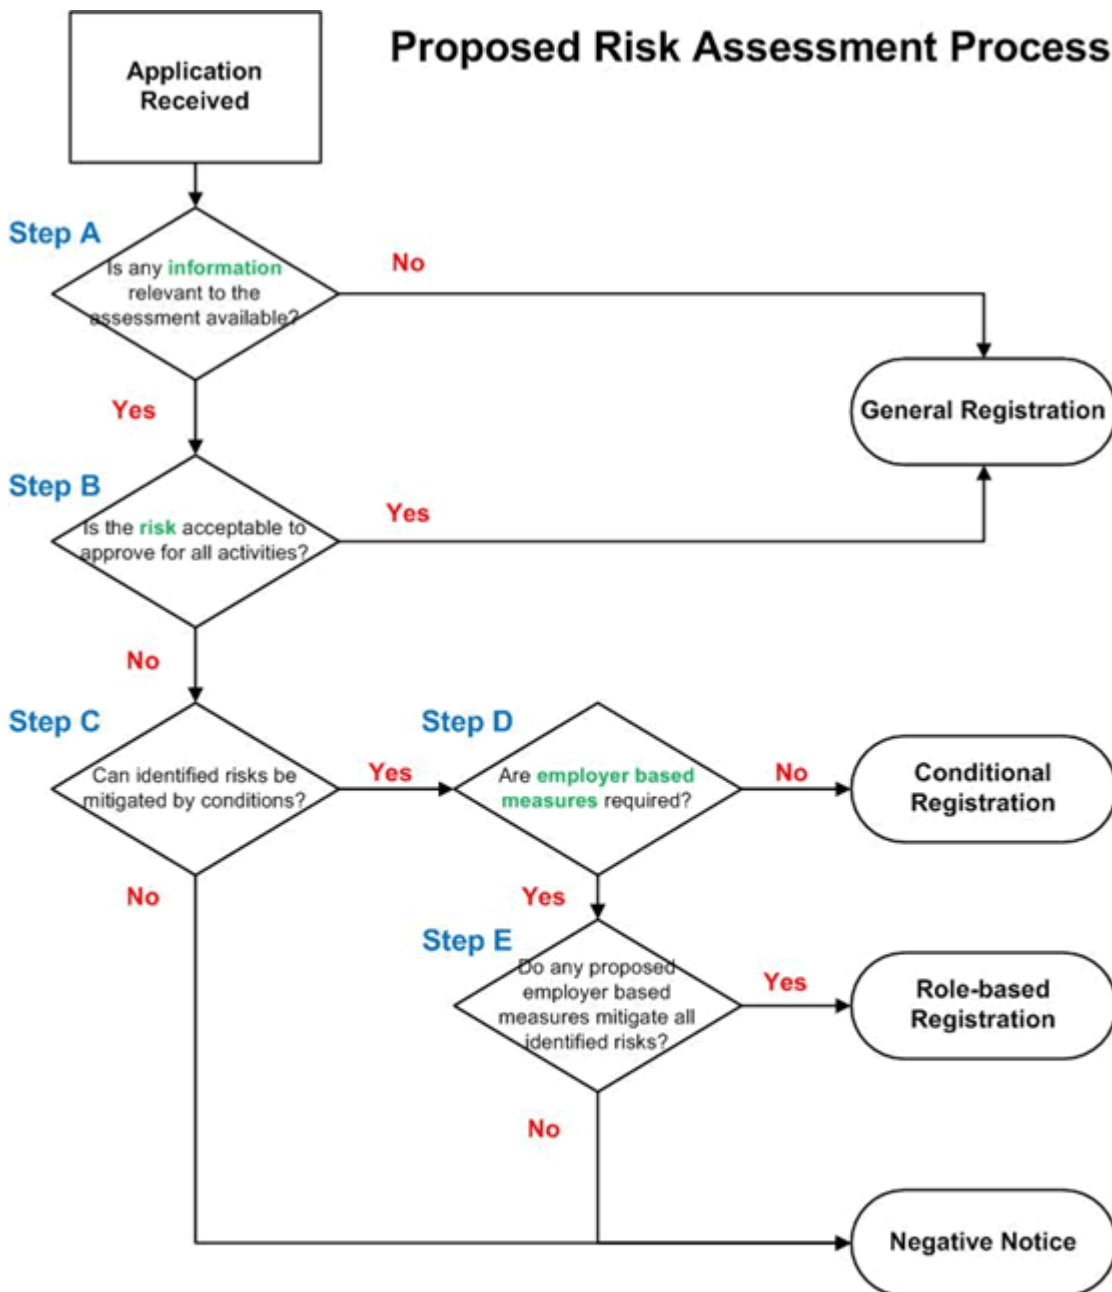 Proposed Risk Assessment Process
Application
Received
Step A
Is any information
relevant to the
assessment available?
No
Yes
General Registration
Step B
Is the risk acceptable to
approve for all activities?
Yes
No
Step C
Can identified risks be
mitigated by conditions?
Yes
No
Step D
Are employer based
measures required?
No
Yes
Conditional
Registration
Step E
Do any proposed
employer based
measures mitigate all
identified risks?
Yes
No
Role-based
Registration
Negative Notice